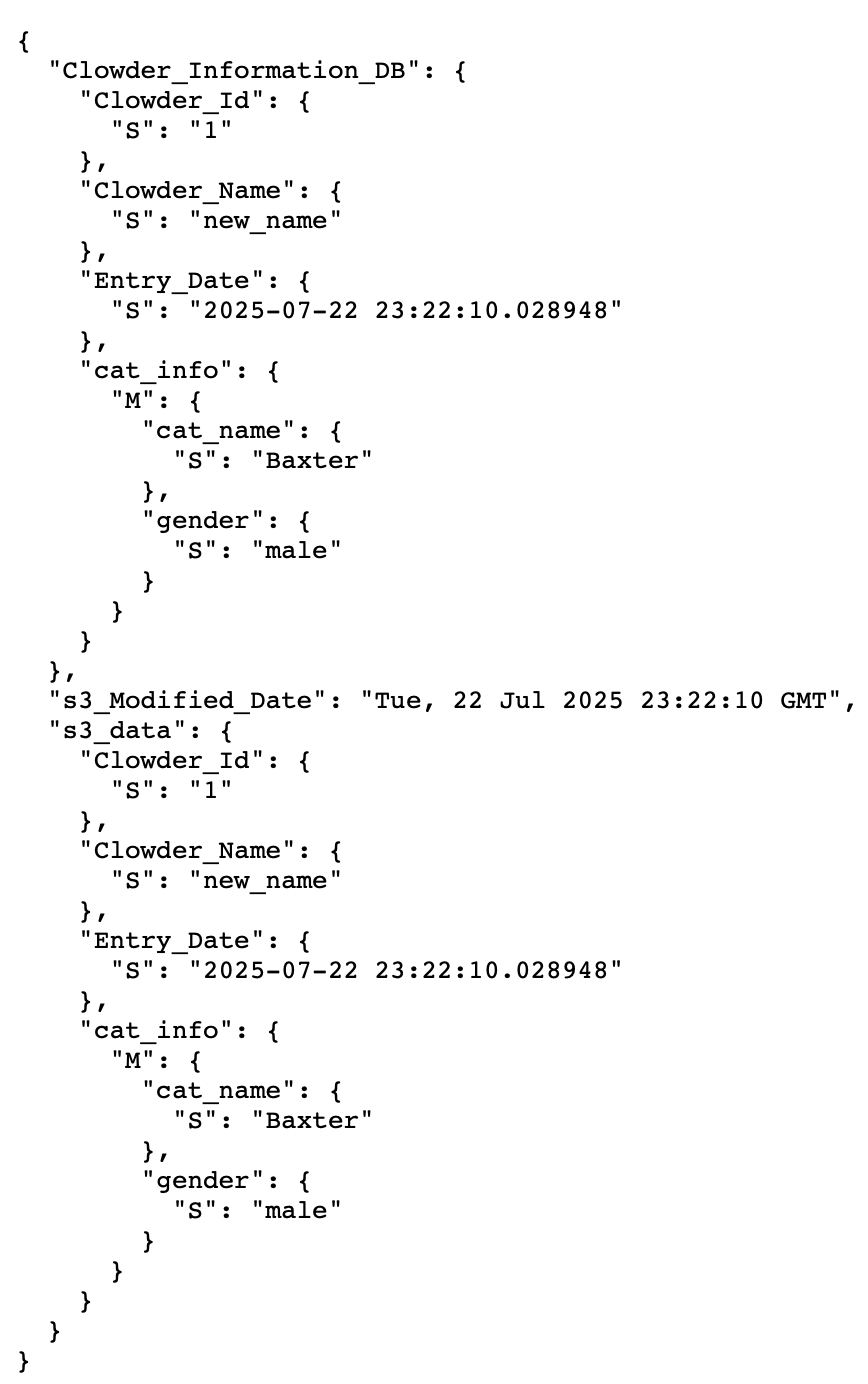 {
  "Clowder_Information_DB": {
    "Clowder_Id": {
      "S": "1"
    },
    "Clowder_Name": {
      "S": "new_name"
    },
    "Entry_Date": {
      "S": "2025-07-22 23:22:10.028948"
    },
    "cat_info": {
      "M": {
        "cat_name": {
          "S": "Baxter"
        },
        "gender": {
          "S": "male"
        }
      }
    }
  },
  "s3_Modified_Date": "Tue, 22 Jul 2025 23:22:10 GMT",
  "s3_data": {
    "Clowder_Id": {
      "S": "1"
    },
    "Clowder_Name": {
      "S": "new_name"
    },
    "Entry_Date": {
      "S": "2025-07-22 23:22:10.028948"
    },
    "cat_info": {
      "M": {
        "cat_name": {
          "S": "Baxter"
        },
        "gender": {
          "S": "male"
        }
      }
    }
  }
}